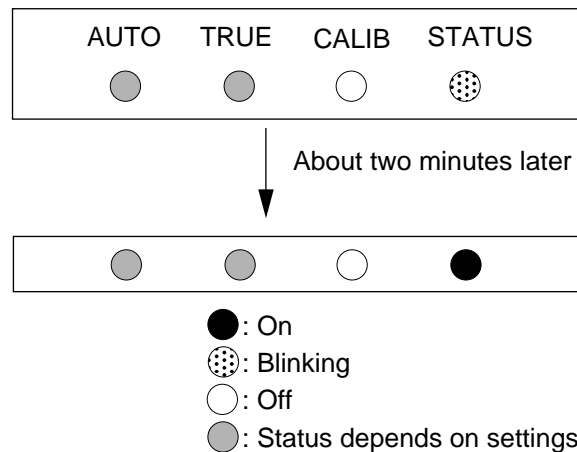 AUTO TRUE CALIB STATUS
About two minutes later
: On
: Blinking
: Off
: Status depends on settings